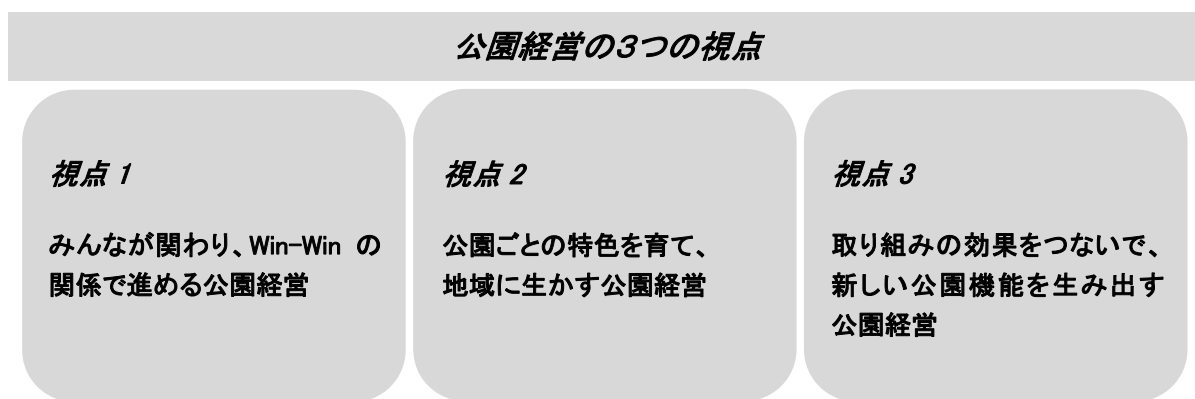 公園経営の3つの視点
視点 1
みんなが関わり、Win-Win の
関係で進める公園経営
視点 2
公園ごとの特色を育て、
地域に生かす公園経営
視点 3
取り組みの効果をつないで、
新しい公園機能を生み出す
公園経営